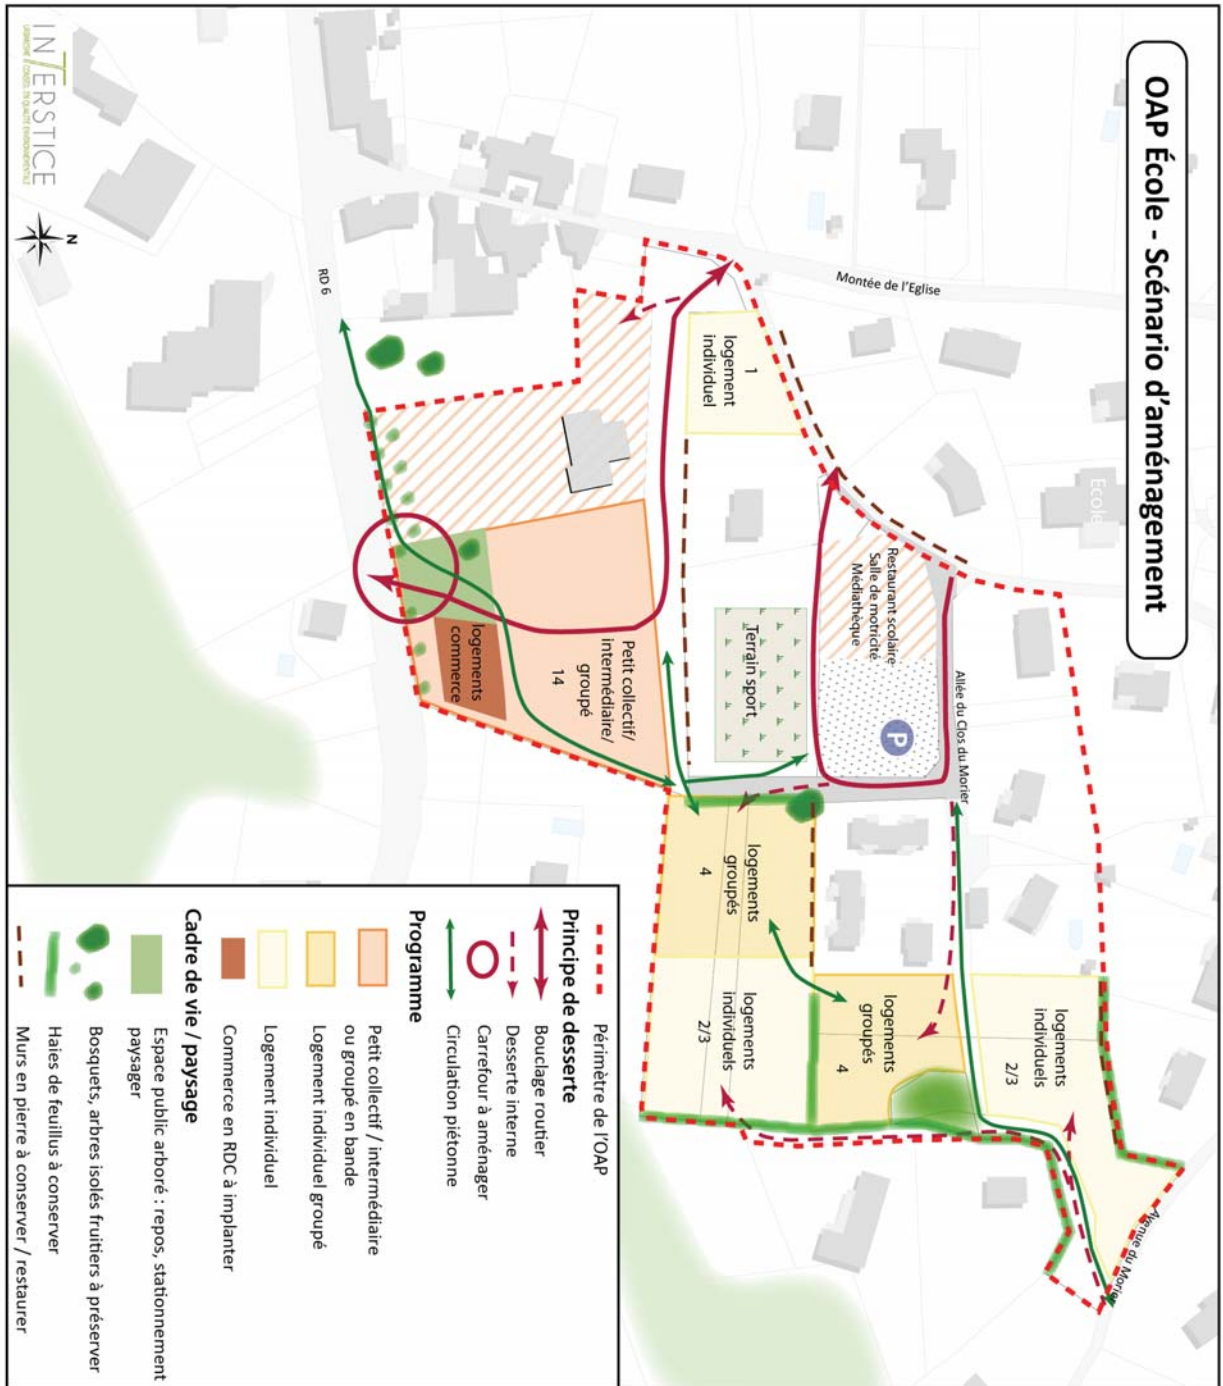 OAP École - Scénario d'aménagement
Montée de l'Eglise
Ecole
RD 6
1
logement
individuel
Restaurant scolaire
Salle de motricité
Médiathèque
P
Allée du Clos du Morier
Terrain sport
Petit collectif/
intermédiaire/
groupé
14
logements
commerce
logements
groupés
4
logements
groupés
4
logements
individuels
2/3
logements
individuels
2/3
Avenue du Morier
INTERSTICE
N
Périmètre de l'OAP
Principe de desserte
Bouclage routier
Desserte interne
Carrefour à aménager
Circulation piétonne
Programme
Petit collectif / intermédiaire
ou groupé en bande
Logement individuel groupé
Logement individuel
Commerce en RDC à implanter
Cadre de vie / paysage
Espace public arboré : repos, stationnement
paysager
Bosquets, arbres isolés fruitiers à préserver
Haies de feuillus à conserver
Murs en pierre à conserver / restaurer